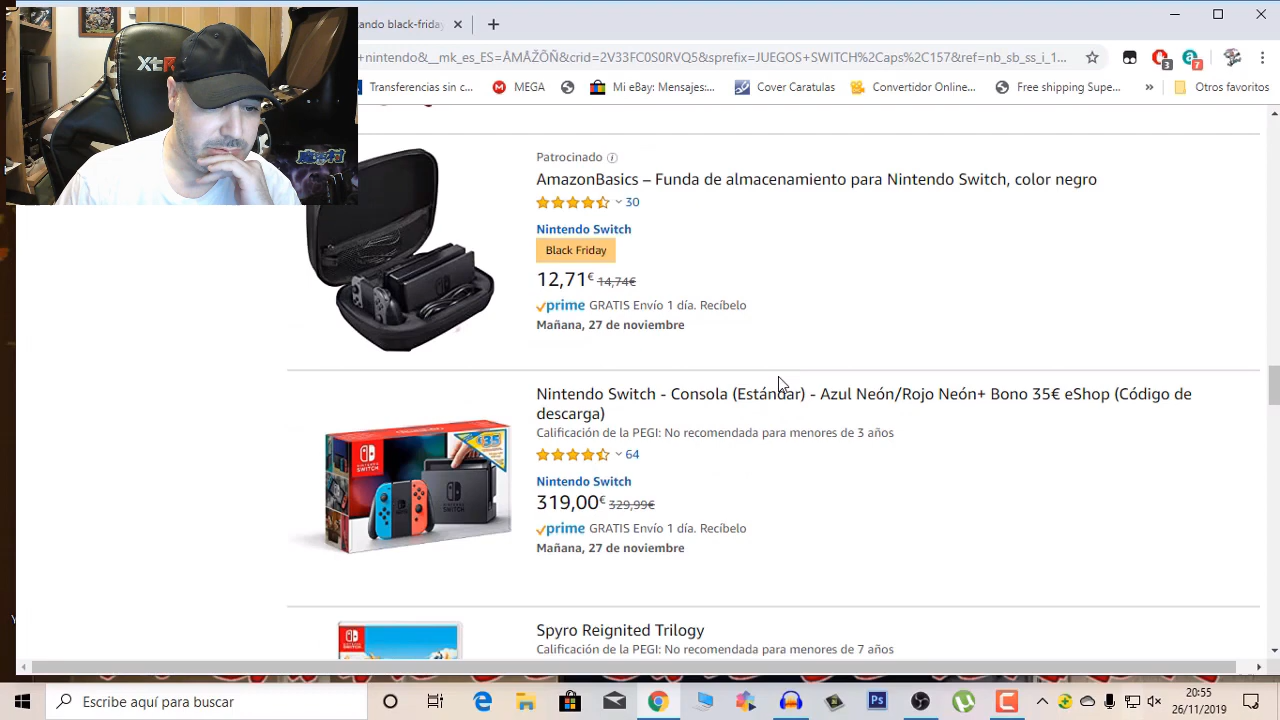 ando black-friday
nintendo&__mk_es_ES=ÅMÅŽÕÑ&crid=2V33FC0S0RVQ5&sprefix=JUEGOS+SWITCH%2Caps%2C157&ref=nb_sb_ss_i_1...
3
7
Transferencias sin c...
MEGA
Mi eBay: Mensajes:...
Cover Caratulas
Convertidor Online...
Free shipping Supe...
»
Otros favoritos
XTR
Patrocinado
AmazonBasics – Funda de almacenamiento para Nintendo Switch, color negro
30
Nintendo Switch
Black Friday
12,71€ 14,74€
prime GRATIS Envío 1 día. Recíbelo
Mañana, 27 de noviembre
Nintendo Switch - Consola (Estándar) - Azul Neón/Rojo Neón+ Bono 35€ eShop (Código de
descarga)
Calificación de la PEGI: No recomendada para menores de 3 años
64
Nintendo Switch
319,00€ 329,99€
prime GRATIS Envío 1 día. Recíbelo
Mañana, 27 de noviembre
NINTENDO
SWITCH
€35
Spyro Reignited Trilogy
Calificación de la PEGI: No recomendada para menores de 7 años
Escribe aquí para buscar
20:55
26/11/2019